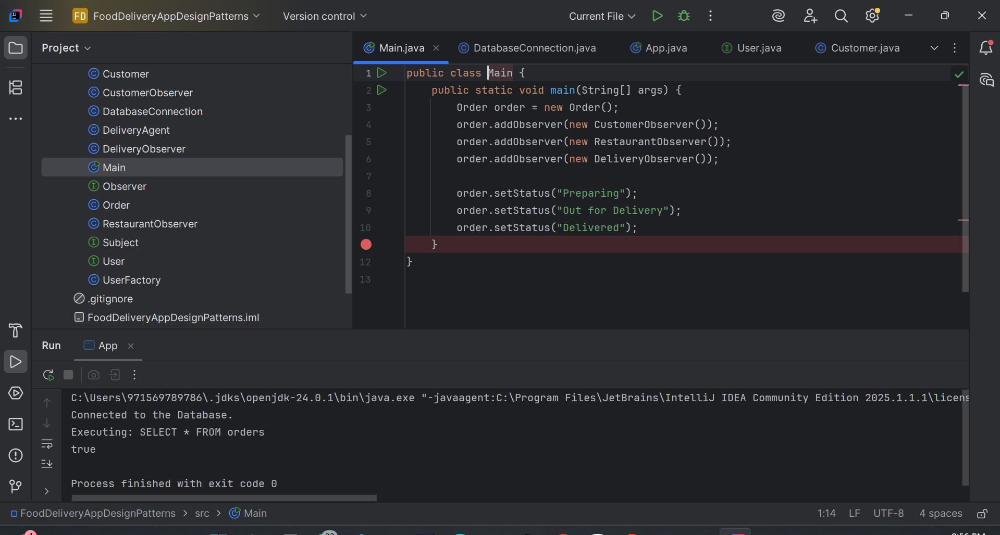 FD FoodDeliveryAppDesignPatterns Version control Current File
Project
Main.java DatabaseConnection.java App.java User.java Customer.java
Customer
CustomerObserver
DatabaseConnection
DeliveryAgent
DeliveryObserver
Main
Observer
Order
RestaurantObserver
Subject
User
UserFactory
.gitignore
FoodDeliveryAppDesignPatterns.iml
1 public class Main {
2 public static void main(String[] args) {
3 Order order = new Order();
4 order.addObserver(new CustomerObserver());
5 order.addObserver(new RestaurantObserver());
6 order.addObserver(new DeliveryObserver());
7
8 order.setStatus("Preparing");
9 order.setStatus("Out for Delivery");
10 order.setStatus("Delivered");
}
12 }
13
Run App
C:\Users\971569789786\.jdks\openjdk-24.0.1\bin\java.exe "-javaagent:C:\Program Files\JetBrains\IntelliJ IDEA Community Edition 2025.1.1.1\licens
Connected to the Database.
Executing: SELECT * FROM orders
true
Process finished with exit code 0
FoodDeliveryAppDesignPatterns > src > Main 1:14 LF UTF-8 4 spaces